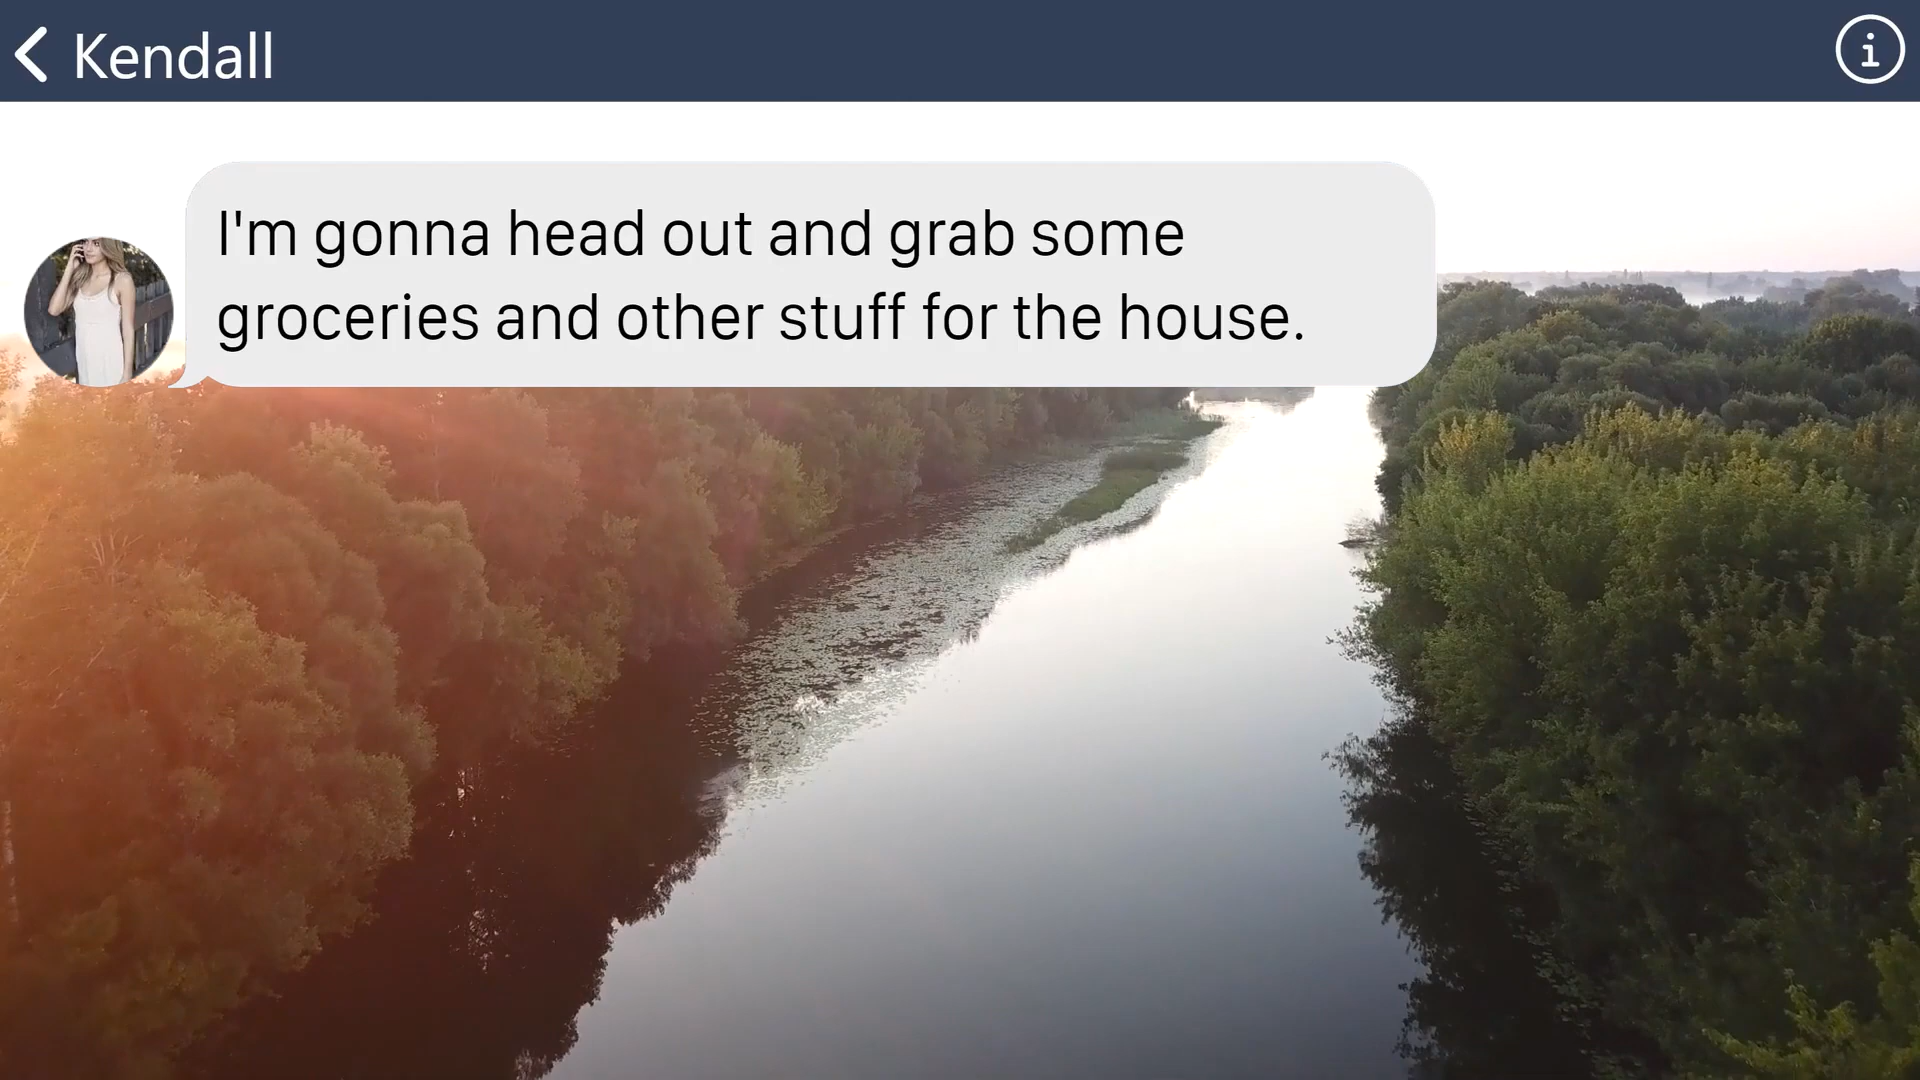 Kendall
I'm gonna head out and grab some
groceries and other stuff for the house.